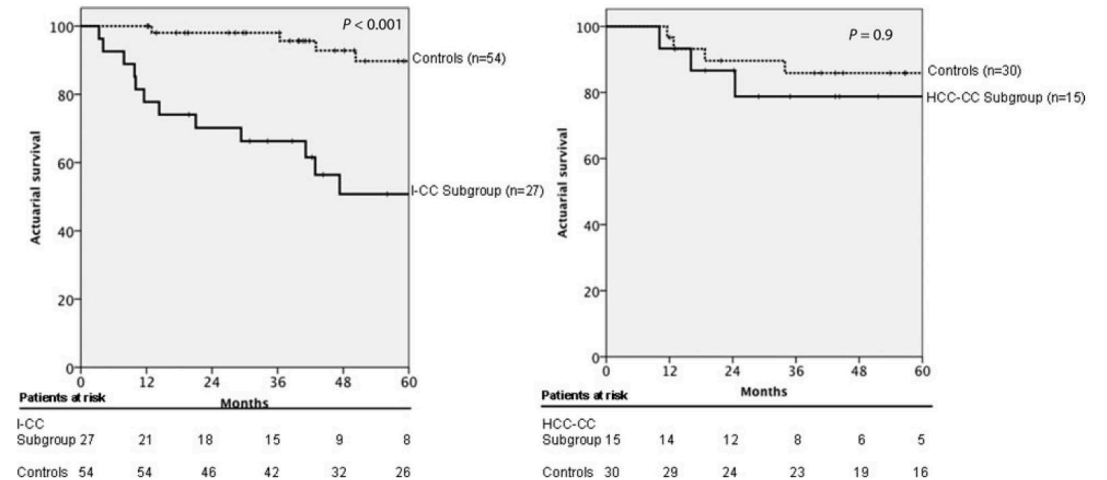 P < 0.001
Controls (n=54)
I-CC Subgroup (n=27)
Actuarial survival
100
80
60
40
20
0
0 12 24 36 48 60
Months
Patients at risk
I-CC
Subgroup 27 21 18 15 9 8
Controls 54 54 46 42 32 26
P = 0.9
Controls (n=30)
HCC-CC Subgroup (n=15)
Actuarial survival
100
80
60
40
20
0
0 12 24 36 48 60
Months
Patients at risk
HCC-CC
Subgroup 15 14 12 8 6 5
Controls 30 29 24 23 19 16